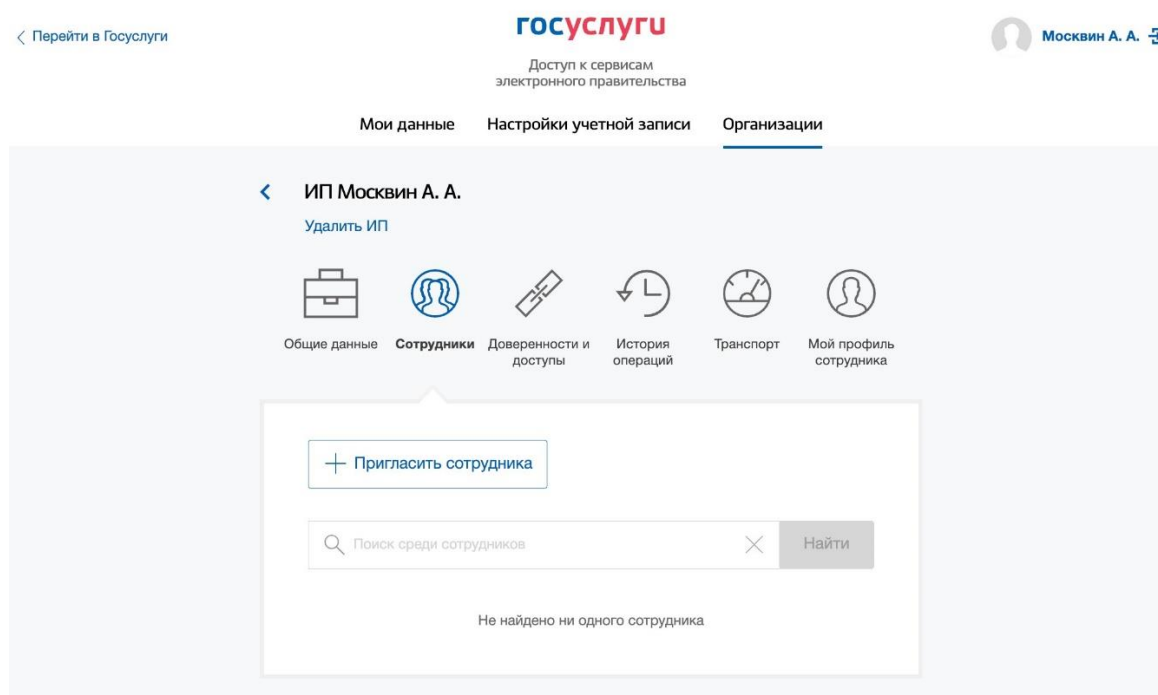 Перейти в Госуслуги
госуслуги
Москвин А. А.
Доступ к сервисам
электронного правительства
Мои данные
Настройки учетной записи
Организации
ИП Москвин А. А.
Удалить ИП
Общие данные
Сотрудники
Доверенности и
доступы
История
операций
Транспорт
Мой профиль
сотрудника
Пригласить сотрудника
Поиск среди сотрудников
Найти
Не найдено ни одного сотрудника